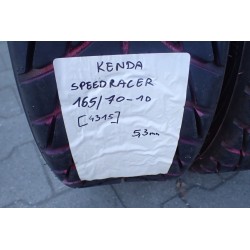 KENDA
SPEEDRACER
165/70-10
[4315]
5,3mm